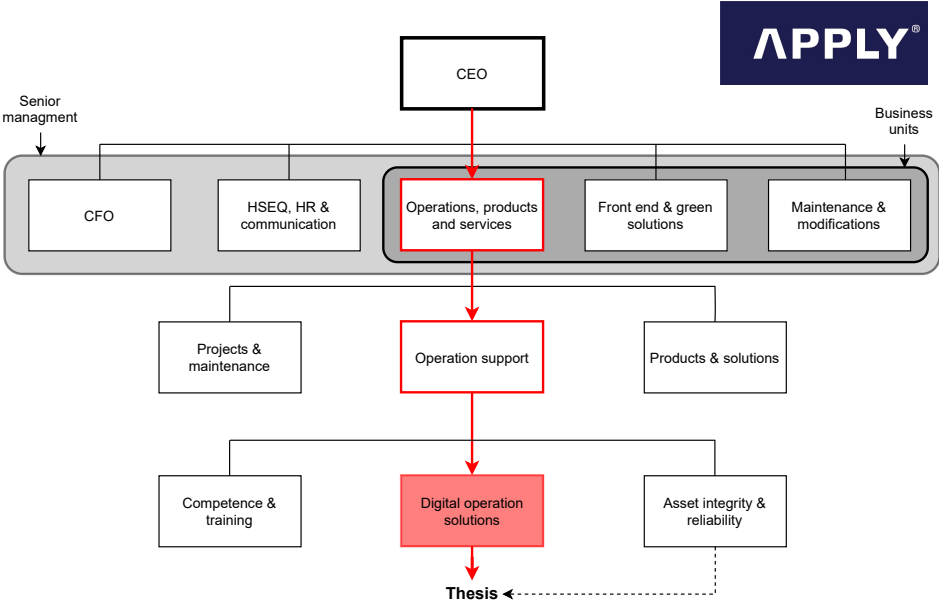 APPLY®
CEO
Senior
managment
Business
units
CFO
HSEQ, HR &
communication
Operations, products
and services
Front end & green
solutions
Maintenance &
modifications
Projects &
maintenance
Operation support
Products & solutions
Competence &
training
Digital operation
solutions
Asset integrity &
reliability
Thesis